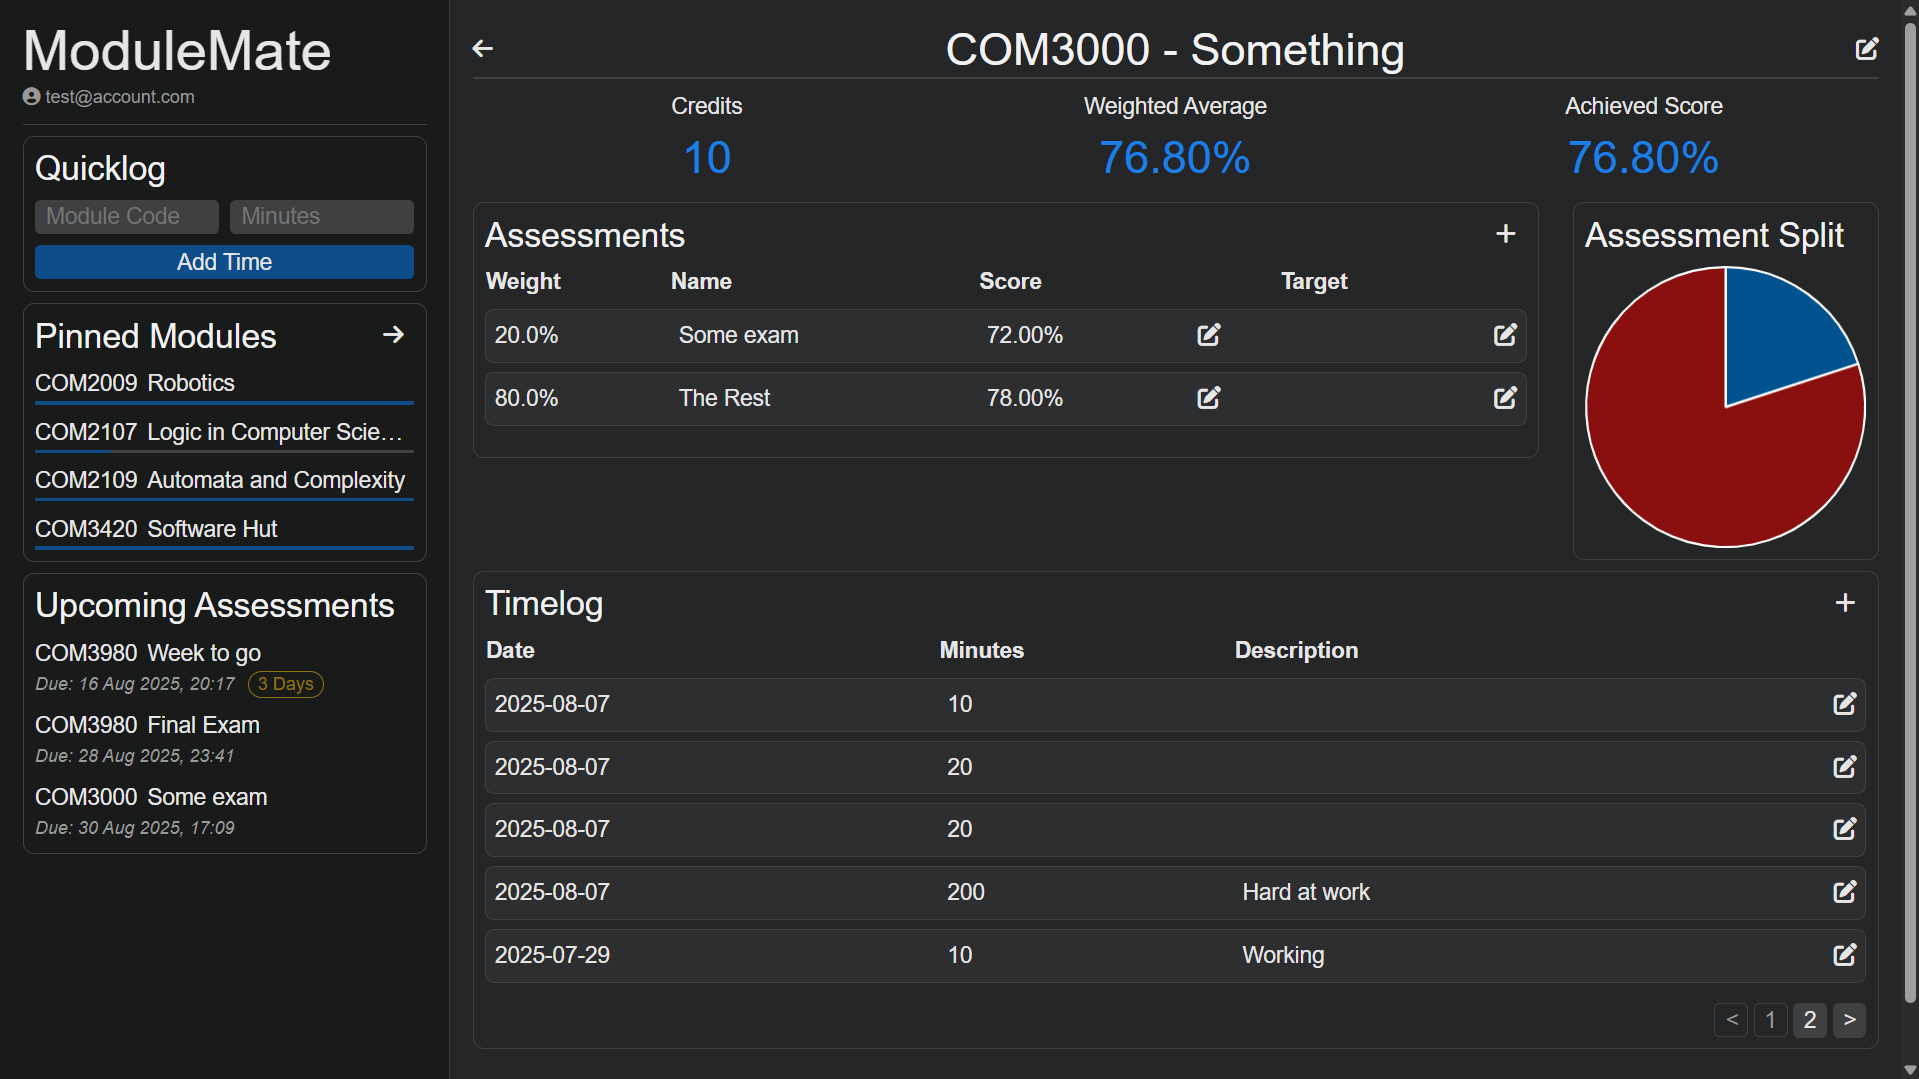 ModuleMate
test@account.com
Quicklog
Module Code Minutes
Add Time
Pinned Modules
COM2009 Robotics
COM2107 Logic in Computer Scie...
COM2109 Automata and Complexity
COM3420 Software Hut
Upcoming Assessments
COM3980 Week to go
Due: 16 Aug 2025, 20:17 3 Days
COM3980 Final Exam
Due: 28 Aug 2025, 23:41
COM3000 Some exam
Due: 30 Aug 2025, 17:09
COM3000 - Something
Credits Weighted Average Achieved Score
10 76.80% 76.80%
Assessments
Weight Name Score Target
20.0% Some exam 72.00%
80.0% The Rest 78.00%
Assessment Split
Timelog
Date Minutes Description
2025-08-07 10
2025-08-07 20
2025-08-07 20
2025-08-07 200 Hard at work
2025-07-29 10 Working
< 1 2 >